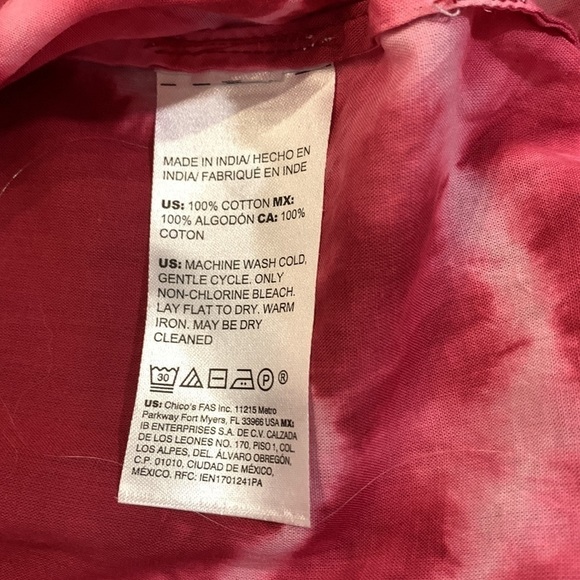 MADE IN INDIA/ HECHO EN
INDIA/ FABRIQUÉ EN INDE
US: 100% COTTON MX:
100% ALGODÓN CA: 100%
COTON
US: MACHINE WASH COLD,
GENTLE CYCLE. ONLY
NON-CHLORINE BLEACH.
LAY FLAT TO DRY. WARM
IRON. MAY BE DRY
CLEANED
30 P ®
US: Chico's FAS Inc. 11215 Metro
Parkway Fort Myers, FL 33966 USA MX:
IB ENTERPRISES S.A. DE C.V. CALZADA
DE LOS LEONES NO. 170, PISO 1, COL.
LOS ALPES, DEL. ÁLVARO OBREGÓN,
C.P. 01010, CIUDAD DE MÉXICO,
MÉXICO. RFC: IEN1701241PA